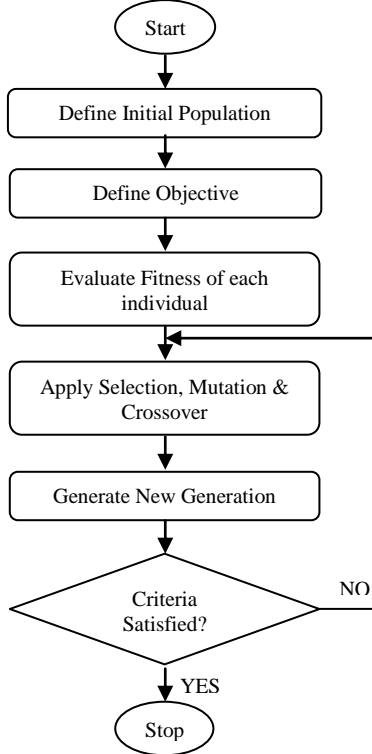 Start
Define Initial Population
Define Objective
Evaluate Fitness of each
individual
Apply Selection, Mutation &
Crossover
Generate New Generation
Criteria
Satisfied?
NO
YES
Stop